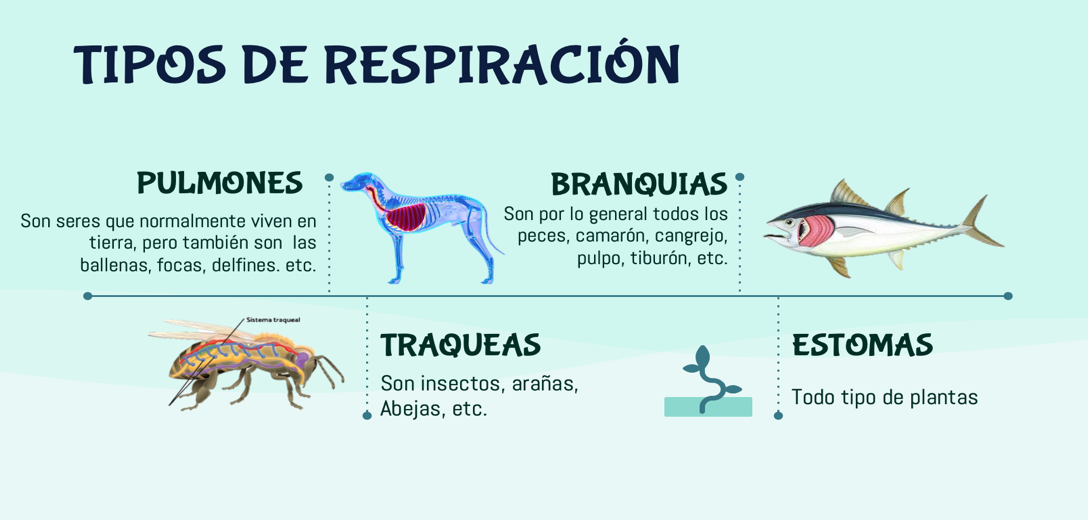 TIPOS DE RESPIRACIÓN
PULMONES
Son seres que normalmente viven en
tierra, pero también son las
ballenas, focas, delfines. etc.
BRANQUIAS
Son por lo general todos los
peces, camarón, cangrejo,
pulpo, tiburón, etc.
Sistema traqueal
TRAQUEAS
Son insectos, arañas,
Abejas, etc.
ESTOMAS
Todo tipo de plantas